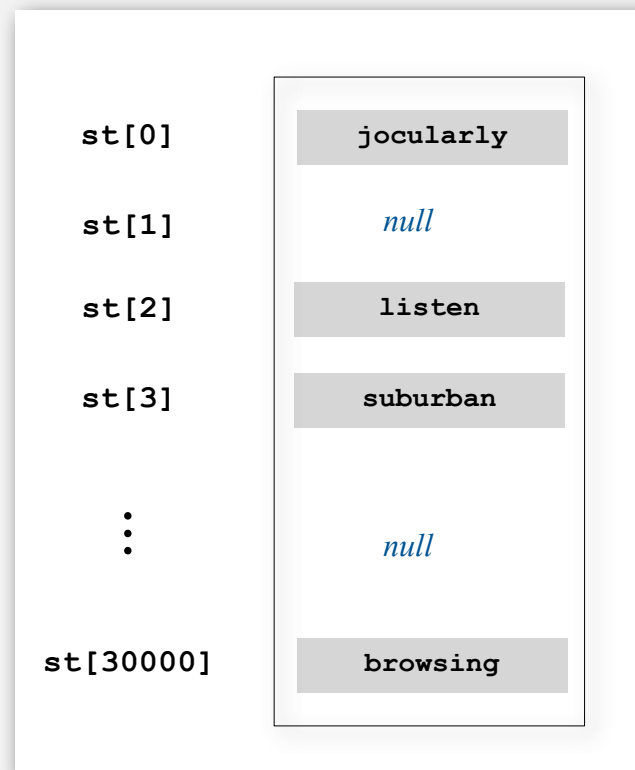 st[0] jocularly
st[1] null
st[2] listen
st[3] suburban
⋮ null
st[30000] browsing